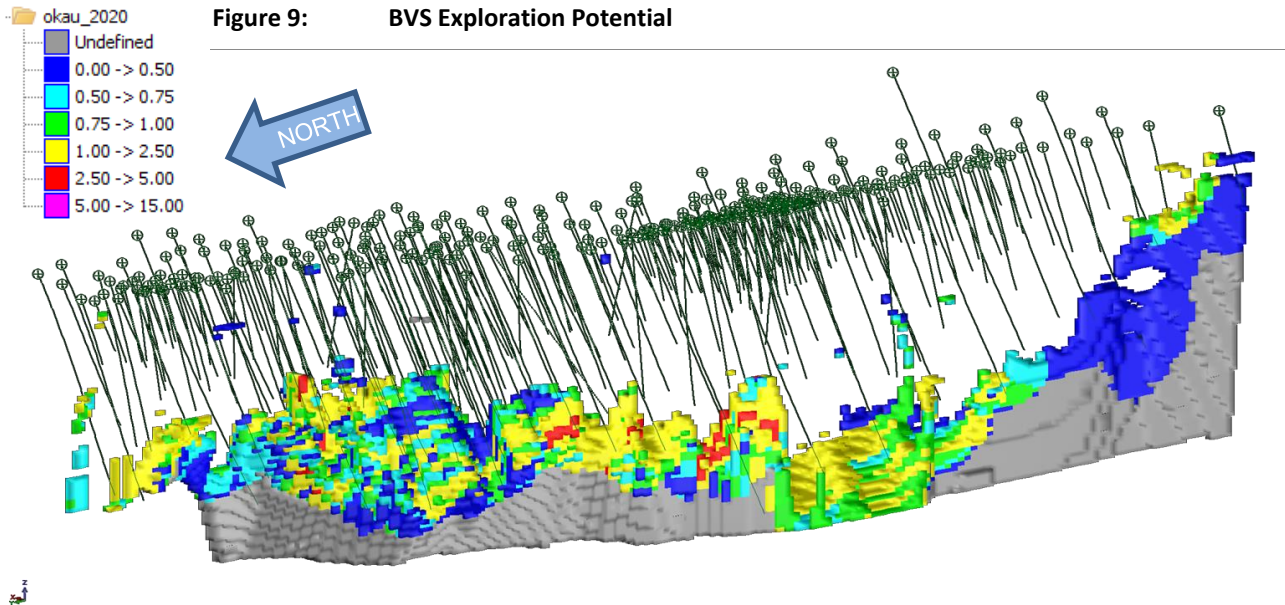 okau_2020
Undefined
0.00 -> 0.50
0.50 -> 0.75
0.75 -> 1.00
1.00 -> 2.50
2.50 -> 5.00
5.00 -> 15.00
Figure 9: BVS Exploration Potential
NORTH
z